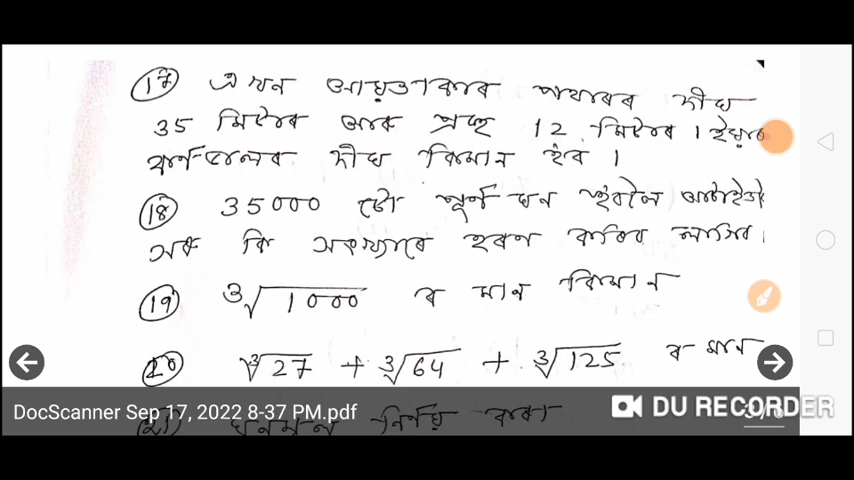 17 এখন আয়তাকাৰ পথাৰৰ দীঘ
35 মিটাৰ আৰু প্ৰস্থ 12 মিটাৰ । ইয়াৰ
কৰ্ণডালৰ দীঘ কিমান হ'ব ।
18 35000 টো পূৰ্ণ ঘন হ'বলৈ আটাইতকৈ
সৰু কি সংখ্যাৰে হৰণ কৰিব লাগিব।
19 ∛1000 ৰ মান কিমান
20 ∛27 + ∛64 + ∛125 ৰ মান
DocScanner Sep 17, 2022 8-37 PM.pdf
DU RECORDER
(21) ঘনমূল নিৰ্ণয় কৰা